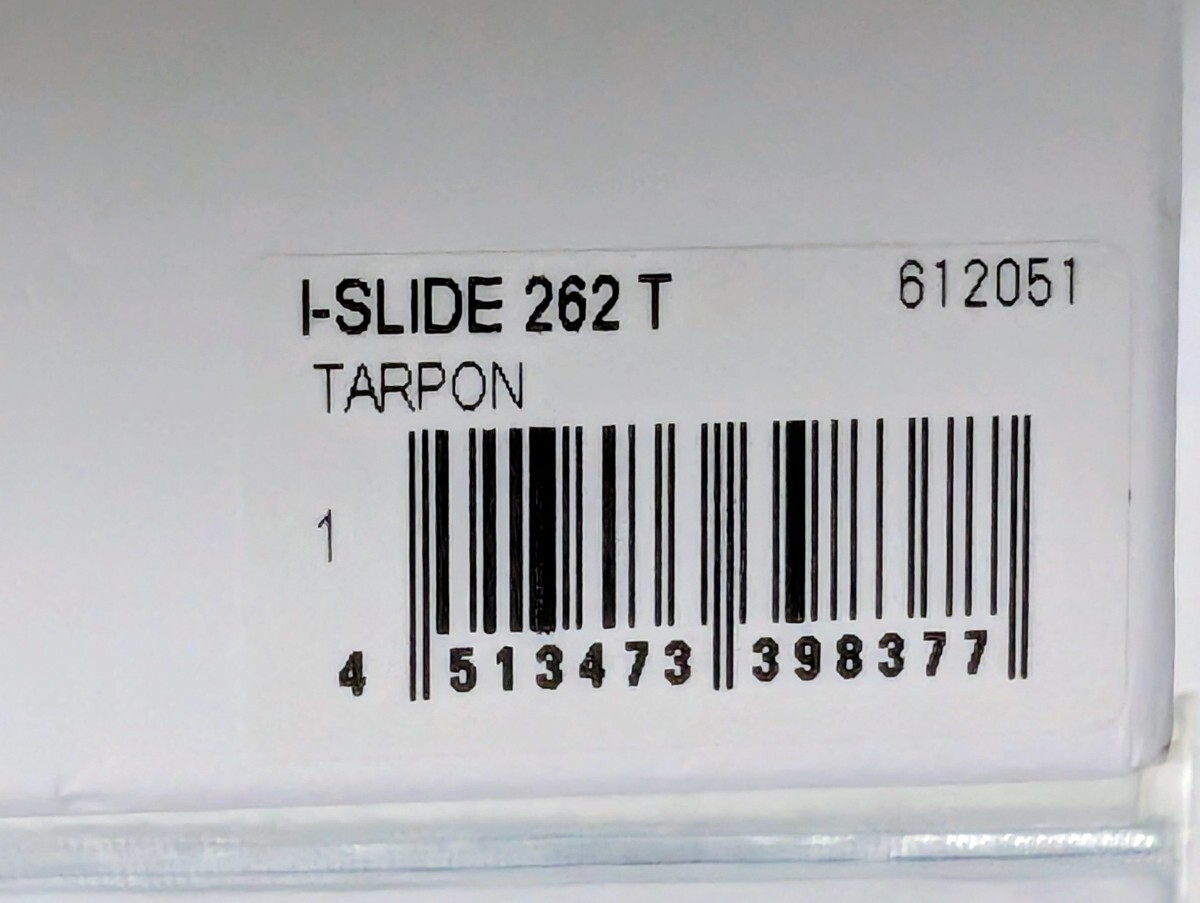 I-SLIDE 262 T 612051
TARPON
1
4 513473 398377